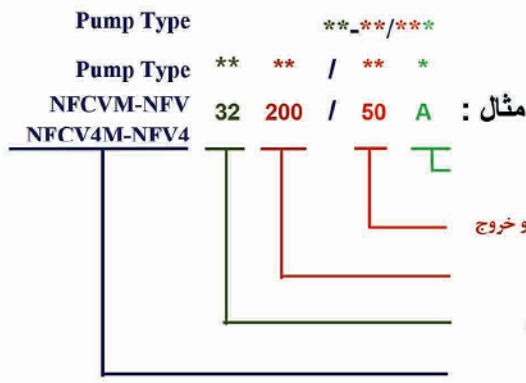 Pump Type **-**/***
Pump Type ** ** / ** *
NFCVM-NFV 32 200 / 50 A مثال :
NFCV4M-NFV4
و خروج